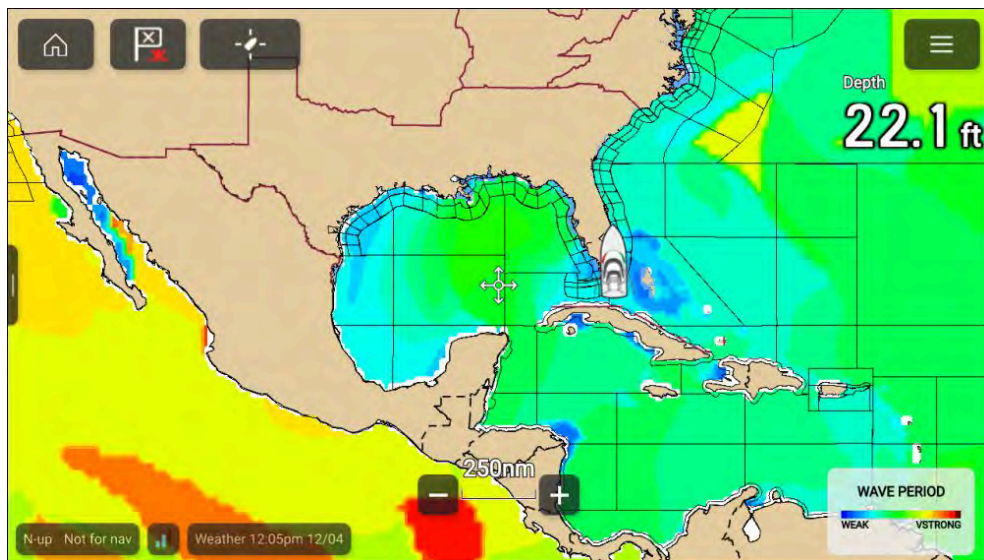 Depth
22.1 ft
250nm
WAVE PERIOD
WEAK VSTRONG
N-up Not for nav
Weather 12:05pm 12/04